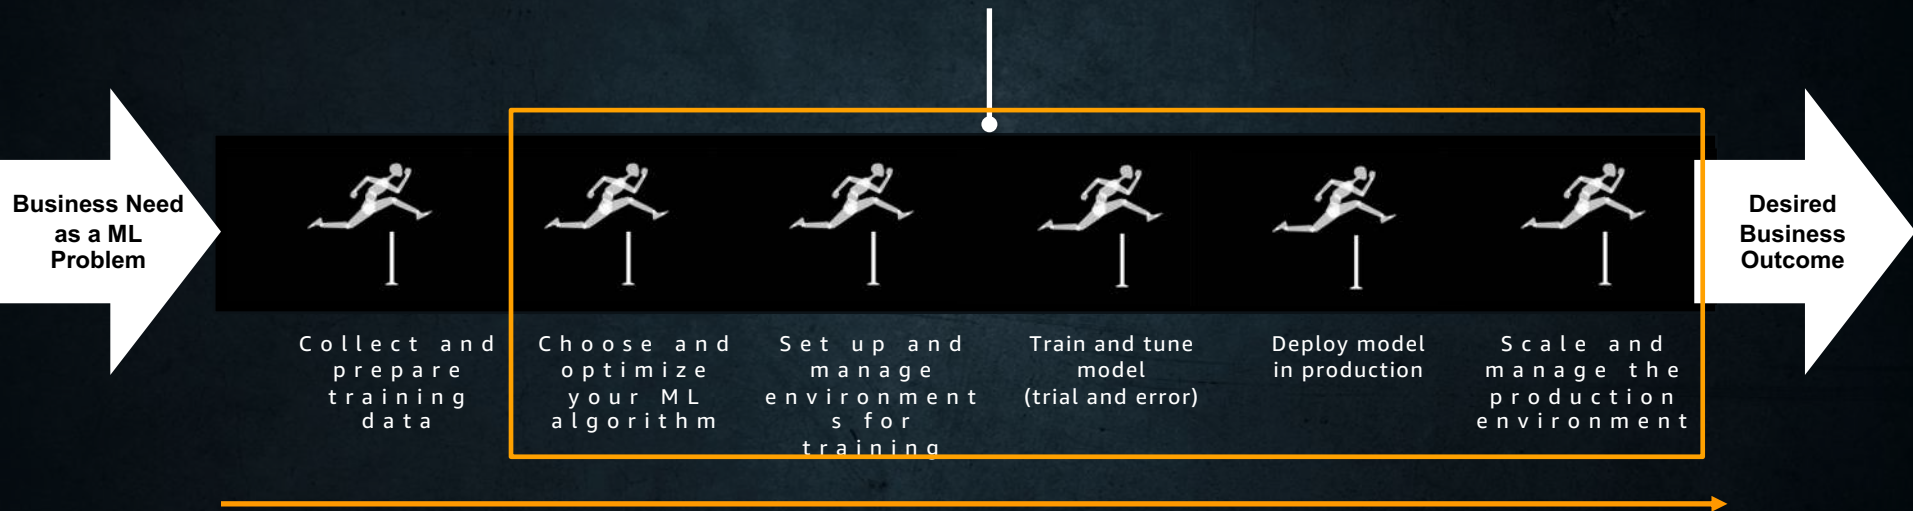 Business Need
as a ML
Problem
Collect and
prepare
training
data
Choose and
optimize
your ML
algorithm
Set up and
manage
environment
s for
training
Train and tune
model
(trial and error)
Deploy model
in production
Scale and
manage the
production
environment
Desired
Business
Outcome